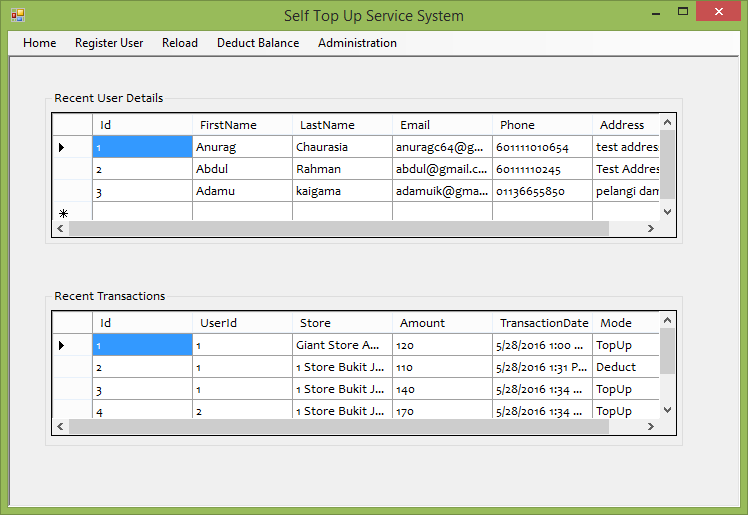 Self Top Up Service System
Home Register User Reload Deduct Balance Administration
Recent User Details
Id FirstName LastName Email Phone Address
1 Anurag Chaurasia anuragc64@g... 601111010654 test address
2 Abdul Rahman abdul@gmail.c... 60111110245 Test Addres
3 Adamu kaigama adamuik@gma... 01136655850 pelangi dam
Recent Transactions
Id UserId Store Amount TransactionDate Mode
1 1 Giant Store A... 120 5/28/2016 1:00 ... TopUp
2 1 1 Store Bukit J... 110 5/28/2016 1:31 P... Deduct
3 1 1 Store Bukit J... 140 5/28/2016 1:34 ... TopUp
4 2 1 Store Bukit J... 170 5/28/2016 1:34 ... TopUp